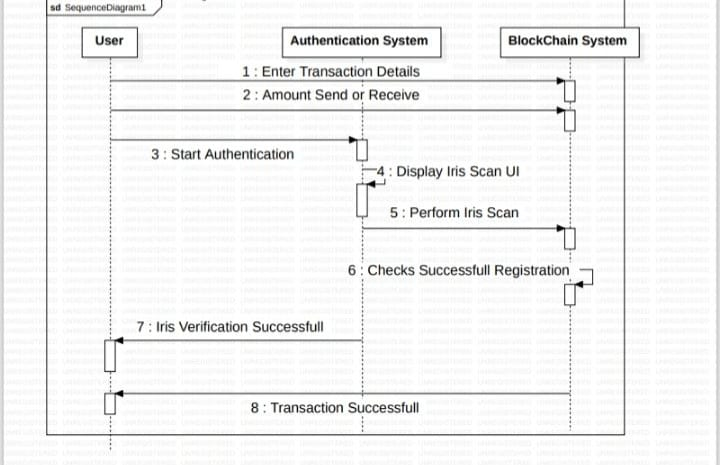 sd SequenceDiagram1
User
Authentication System
BlockChain System
1 : Enter Transaction Details
2 : Amount Send or Receive
3 : Start Authentication
4 : Display Iris Scan UI
5 : Perform Iris Scan
6 : Checks Successfull Registration
7 : Iris Verification Successfull
8 : Transaction Successfull